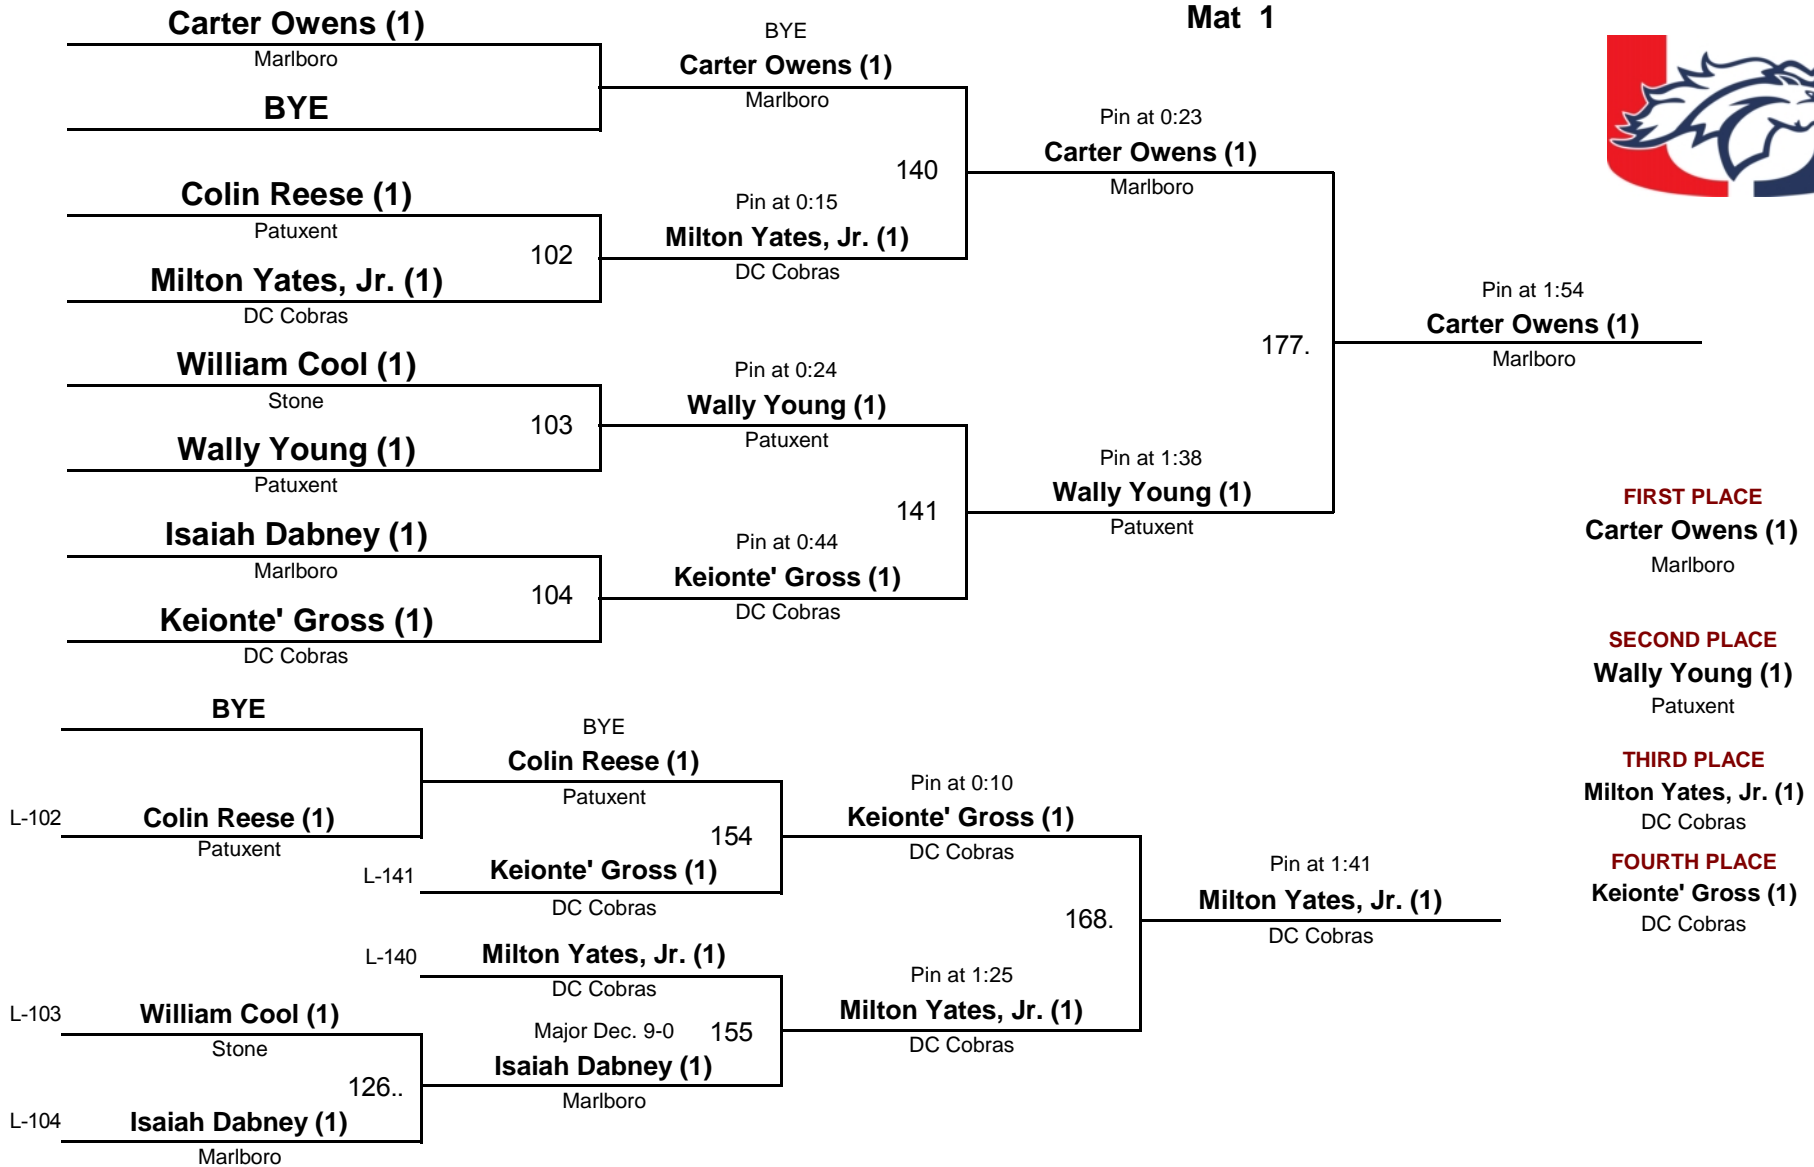 Mat 1
Carter Owens (1)
Marlboro
BYE
Colin Reese (1)
Patuxent
102
Milton Yates, Jr. (1)
DC Cobras
William Cool (1)
Stone
103
Wally Young (1)
Patuxent
Isaiah Dabney (1)
Marlboro
104
Keionte' Gross (1)
DC Cobras
BYE
Carter Owens (1)
Marlboro
140
Pin at 0:15
Milton Yates, Jr. (1)
DC Cobras
Pin at 0:24
Wally Young (1)
Patuxent
141
Pin at 0:44
Keionte' Gross (1)
DC Cobras
Pin at 0:23
Carter Owens (1)
Marlboro
177.
Pin at 1:38
Wally Young (1)
Patuxent
Pin at 1:54
Carter Owens (1)
Marlboro
BYE
L-102
Colin Reese (1)
Patuxent
L-103
William Cool (1)
Stone
126..
L-104
Isaiah Dabney (1)
Marlboro
BYE
Colin Reese (1)
Patuxent
154
L-141
Keionte' Gross (1)
DC Cobras
L-140
Milton Yates, Jr. (1)
DC Cobras
Major Dec. 9-0
155
Isaiah Dabney (1)
Marlboro
Pin at 0:10
Keionte' Gross (1)
DC Cobras
168.
Pin at 1:25
Milton Yates, Jr. (1)
DC Cobras
Pin at 1:41
Milton Yates, Jr. (1)
DC Cobras
FIRST PLACE
Carter Owens (1)
Marlboro
SECOND PLACE
Wally Young (1)
Patuxent
THIRD PLACE
Milton Yates, Jr. (1)
DC Cobras
FOURTH PLACE
Keionte' Gross (1)
DC Cobras